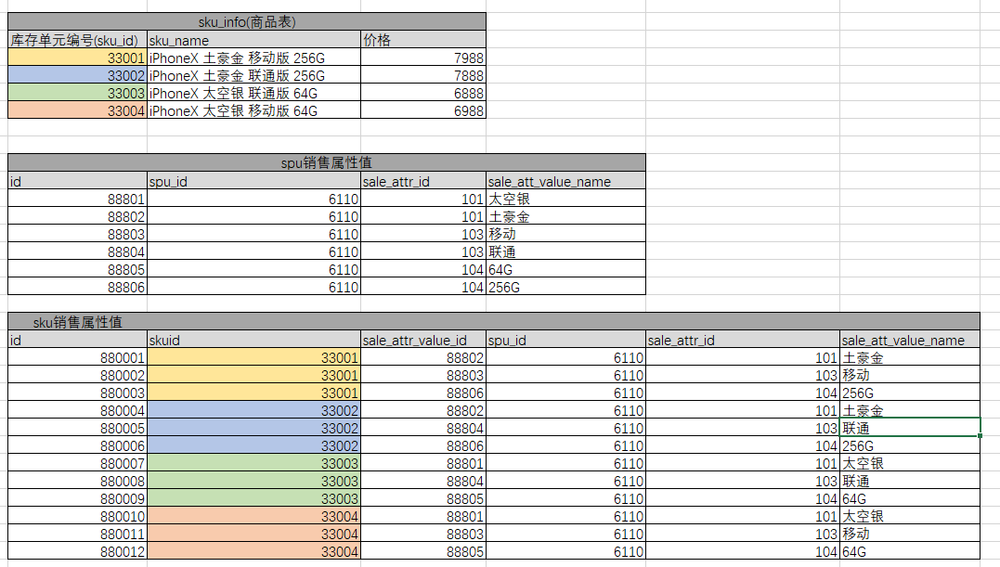 sku_info(商品表)
库存单元编号(sku_id) sku_name 价格
33001 iPhoneX 土豪金 移动版 256G 7988
33002 iPhoneX 土豪金 联通版 256G 7888
33003 iPhoneX 太空银 联通版 64G 6888
33004 iPhoneX 太空银 移动版 64G 6988
spu销售属性值
id spu_id sale_attr_id sale_att_value_name
88801 6110 101 太空银
88802 6110 101 土豪金
88803 6110 103 移动
88804 6110 103 联通
88805 6110 104 64G
88806 6110 104 256G
sku销售属性值
id skuid sale_attr_value_id spu_id sale_attr_id sale_att_value_name
880001 33001 88802 6110 101 土豪金
880002 33001 88803 6110 103 移动
880003 33001 88806 6110 104 256G
880004 33002 88802 6110 101 土豪金
880005 33002 88804 6110 103 联通
880006 33002 88806 6110 104 256G
880007 33003 88801 6110 101 太空银
880008 33003 88804 6110 103 联通
880009 33003 88805 6110 104 64G
880010 33004 88801 6110 101 太空银
880011 33004 88803 6110 103 移动
880012 33004 88805 6110 104 64G